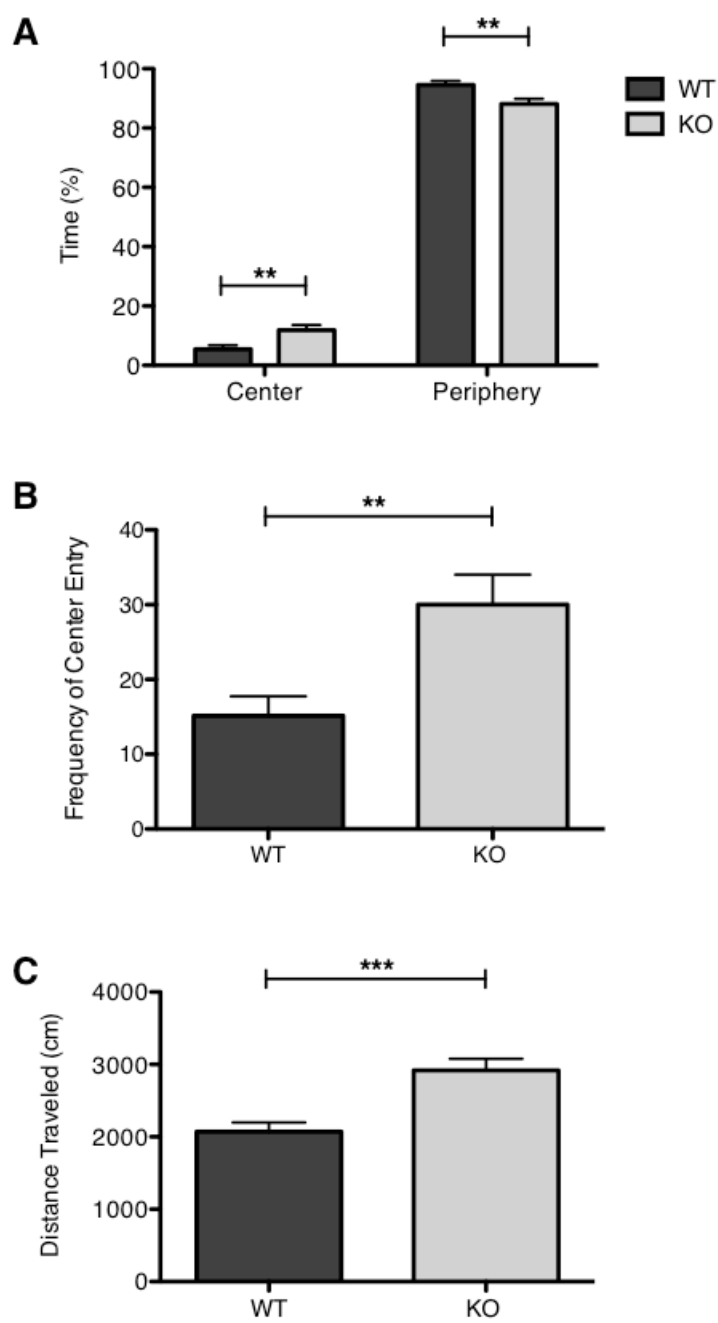 A
**
100
WT
80
KO
60
Time (%)
40
**
20
0
Center Periphery
B
**
40
Frequency of Center Entry
30
20
10
0
WT KO
C
***
4000
Distance Traveled (cm)
3000
2000
1000
0
WT KO